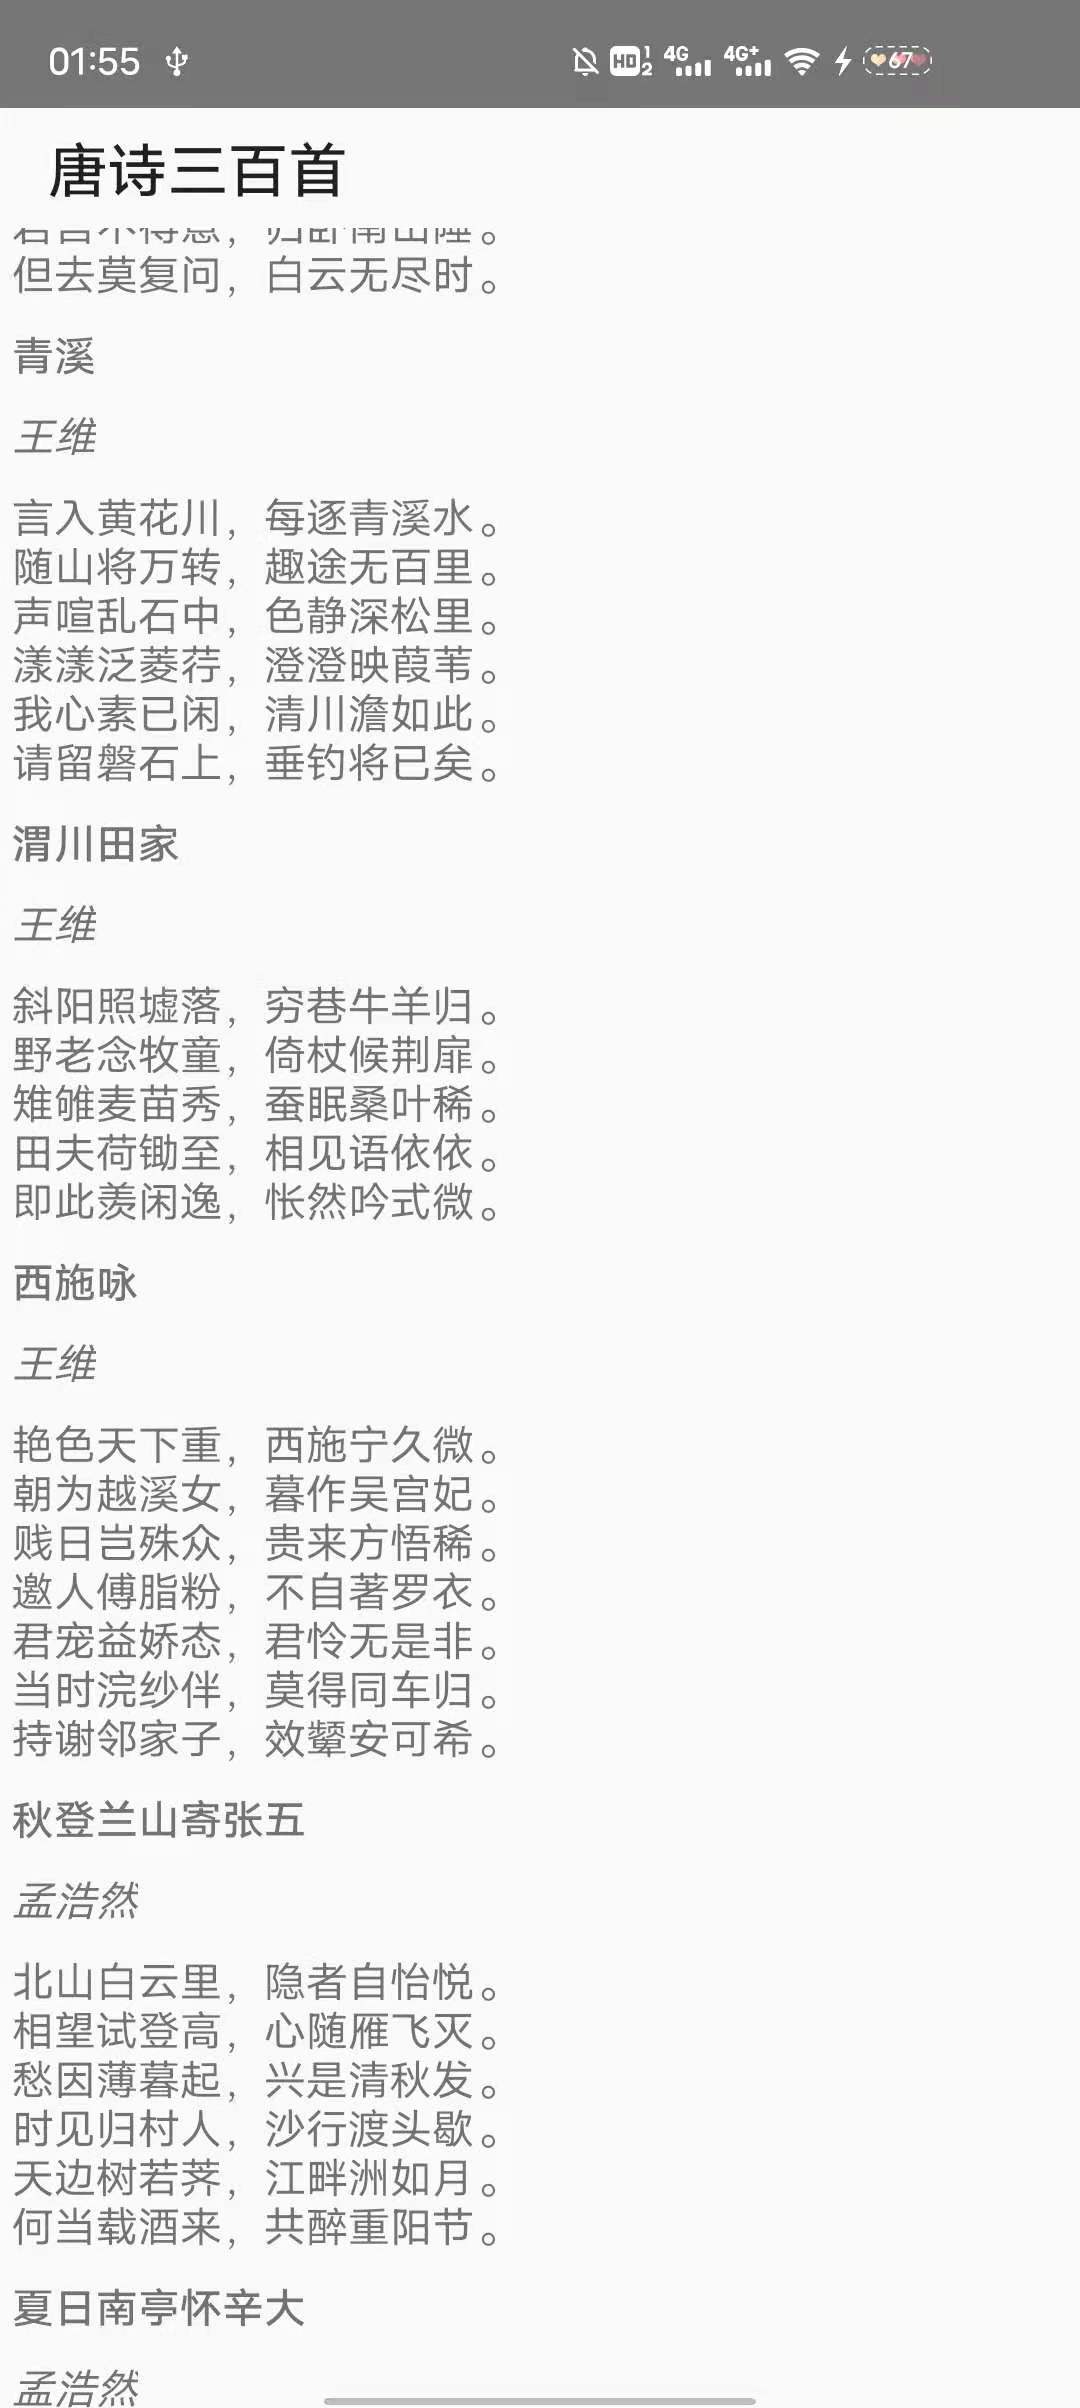 01:55
HD 1 2 4G 4G+ 67
唐诗三百首
君言不得意，归卧南山陲。
但去莫复问，白云无尽时。
青溪
王维
言入黄花川，每逐青溪水。
随山将万转，趣途无百里。
声喧乱石中，色静深松里。
漾漾泛菱荇，澄澄映葭苇。
我心素已闲，清川澹如此。
请留磐石上，垂钓将已矣。
渭川田家
王维
斜阳照墟落，穷巷牛羊归。
野老念牧童，倚杖候荆扉。
雉雊麦苗秀，蚕眠桑叶稀。
田夫荷锄至，相见语依依。
即此羡闲逸，怅然吟式微。
西施咏
王维
艳色天下重，西施宁久微。
朝为越溪女，暮作吴宫妃。
贱日岂殊众，贵来方悟稀。
邀人傅脂粉，不自著罗衣。
君宠益娇态，君怜无是非。
当时浣纱伴，莫得同车归。
持谢邻家子，效颦安可希。
秋登兰山寄张五
孟浩然
北山白云里，隐者自怡悦。
相望试登高，心随雁飞灭。
愁因薄暮起，兴是清秋发。
时见归村人，沙行渡头歇。
天边树若荠，江畔洲如月。
何当载酒来，共醉重阳节。
夏日南亭怀辛大
孟浩然